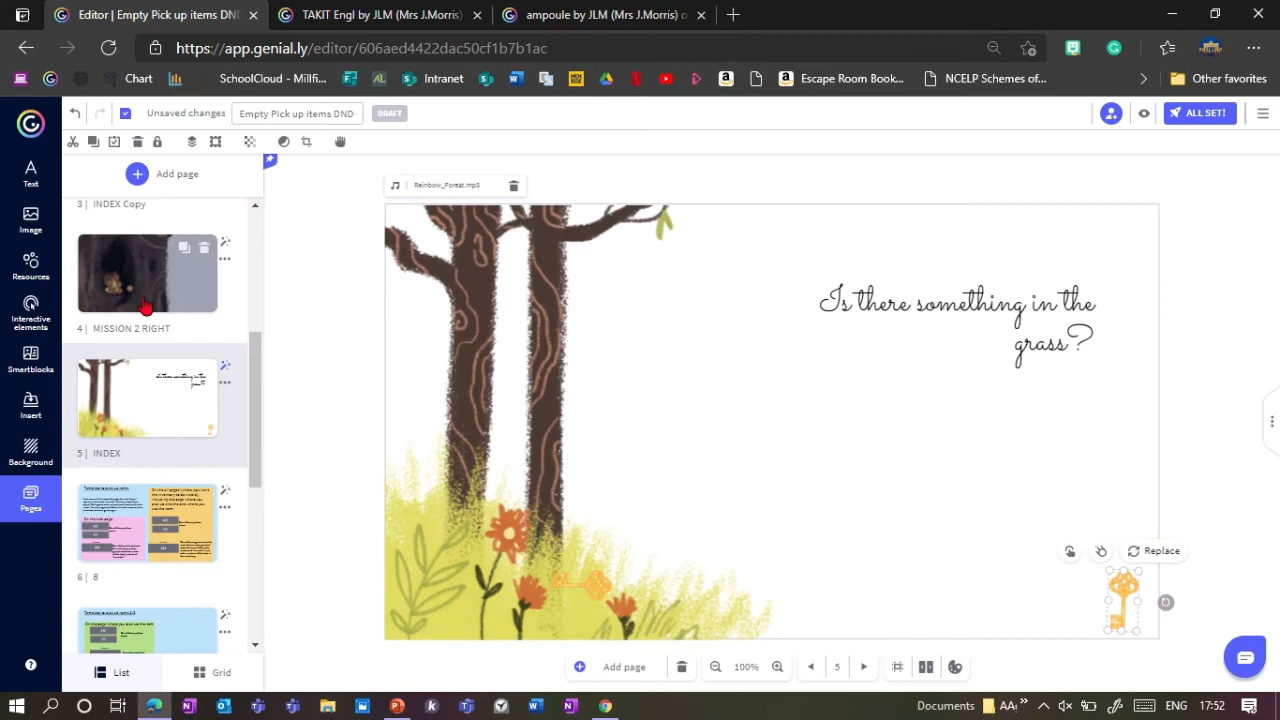 Editor | Empty Pick up items DND
TAKIT Engl by JLM (Mrs J.Morris)
ampoule by JLM (Mrs J.Morris) o
https://app.genial.ly/editor/606aed4422dac50cf1b7b1ac
Chart
SchoolCloud - Millfi...
Intranet
Escape Room Book...
NCELP Schemes of...
Other favorites
Unsaved changes
Empty Pick up items DND
DRAFT
ALL SET!
Text
Image
Resources
Interactive
elements
Smartblocks
Insert
Background
Pages
Add page
3 | INDEX Copy
4 | MISSION 2 RIGHT
5 | INDEX
6 | 8
List
Grid
Rainbow_Forest.mp3
Is there something in the
grass?
Replace
Add page
100%
5
Documents
AA
ENG
17:52